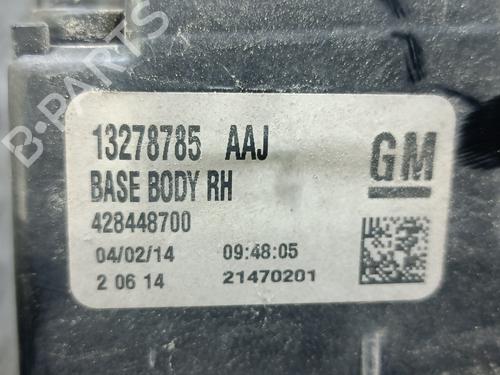 B-PARTS
13278785 AAJ
GM
BASE BODY RH
428448700
04/02/14 09:48:05
2 06 14 21470201